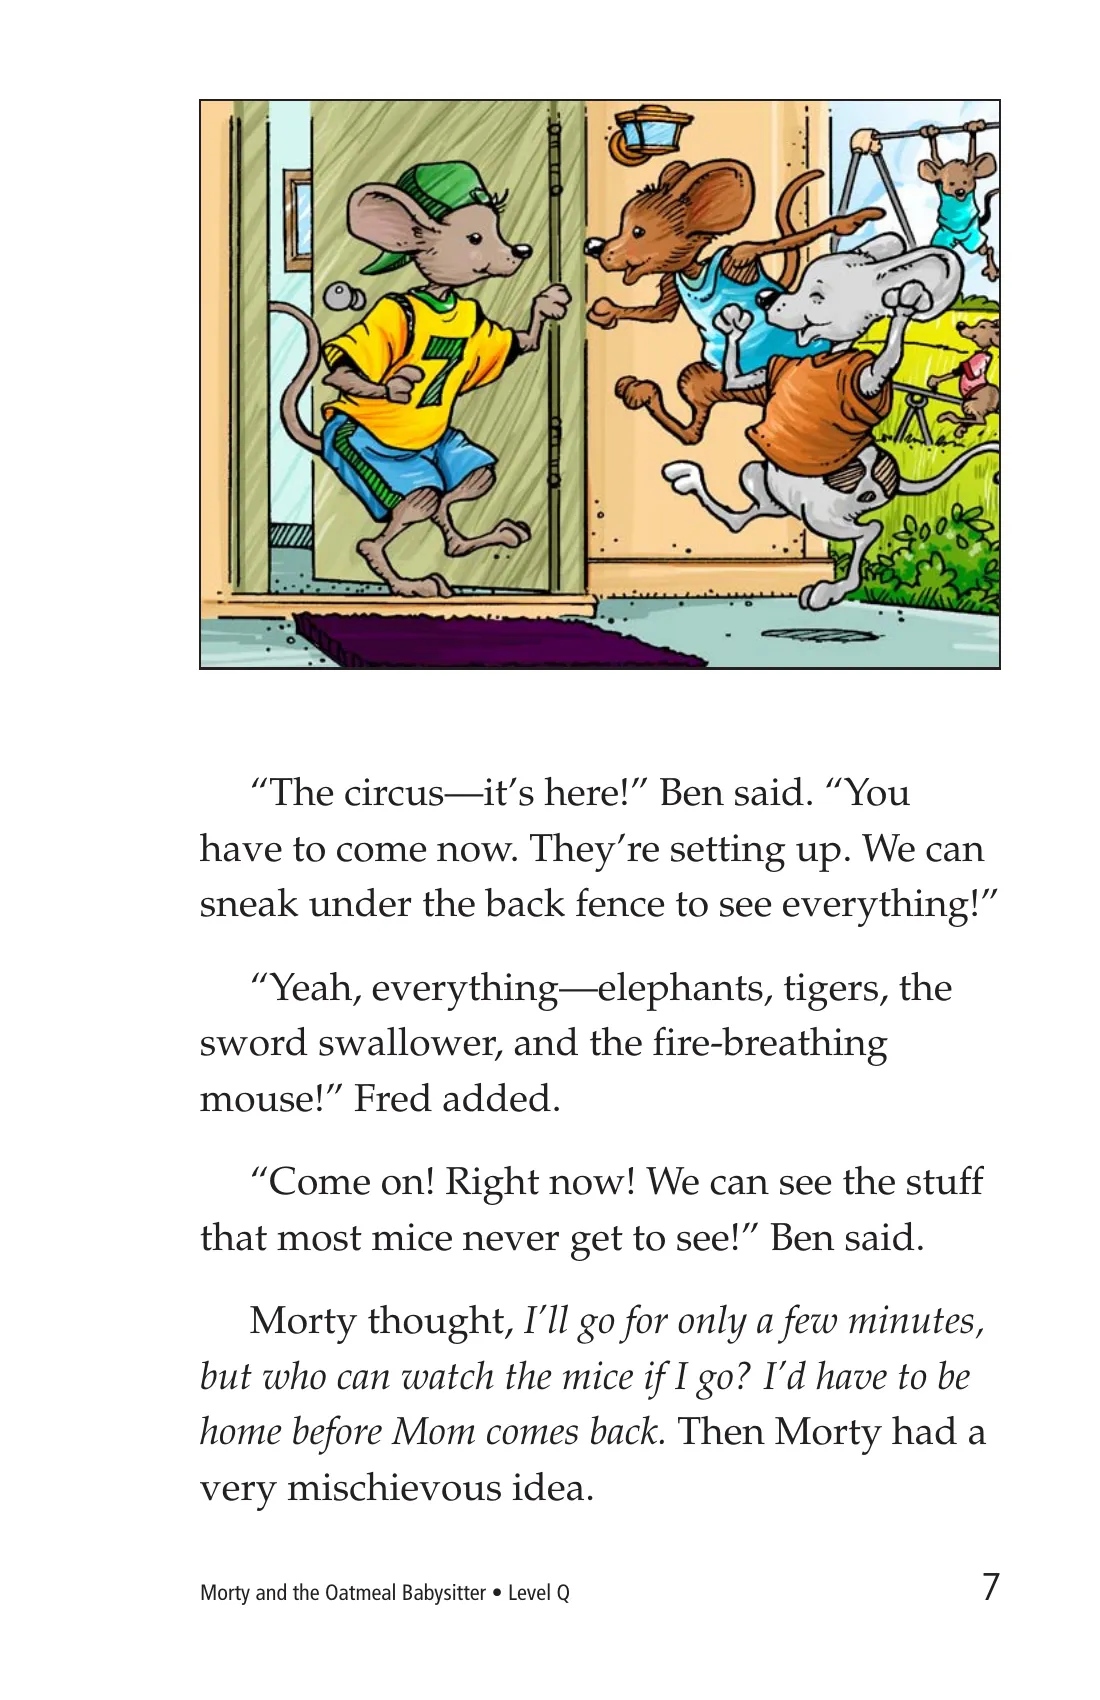 7
“The circus—it’s here!” Ben said. “You
have to come now. They’re setting up. We can
sneak under the back fence to see everything!”
“Yeah, everything—elephants, tigers, the
sword swallower, and the fire-breathing
mouse!” Fred added.
“Come on! Right now! We can see the stuff
that most mice never get to see!” Ben said.
Morty thought, I’ll go for only a few minutes,
but who can watch the mice if I go? I’d have to be
home before Mom comes back. Then Morty had a
very mischievous idea.
Morty and the Oatmeal Babysitter • Level Q
7